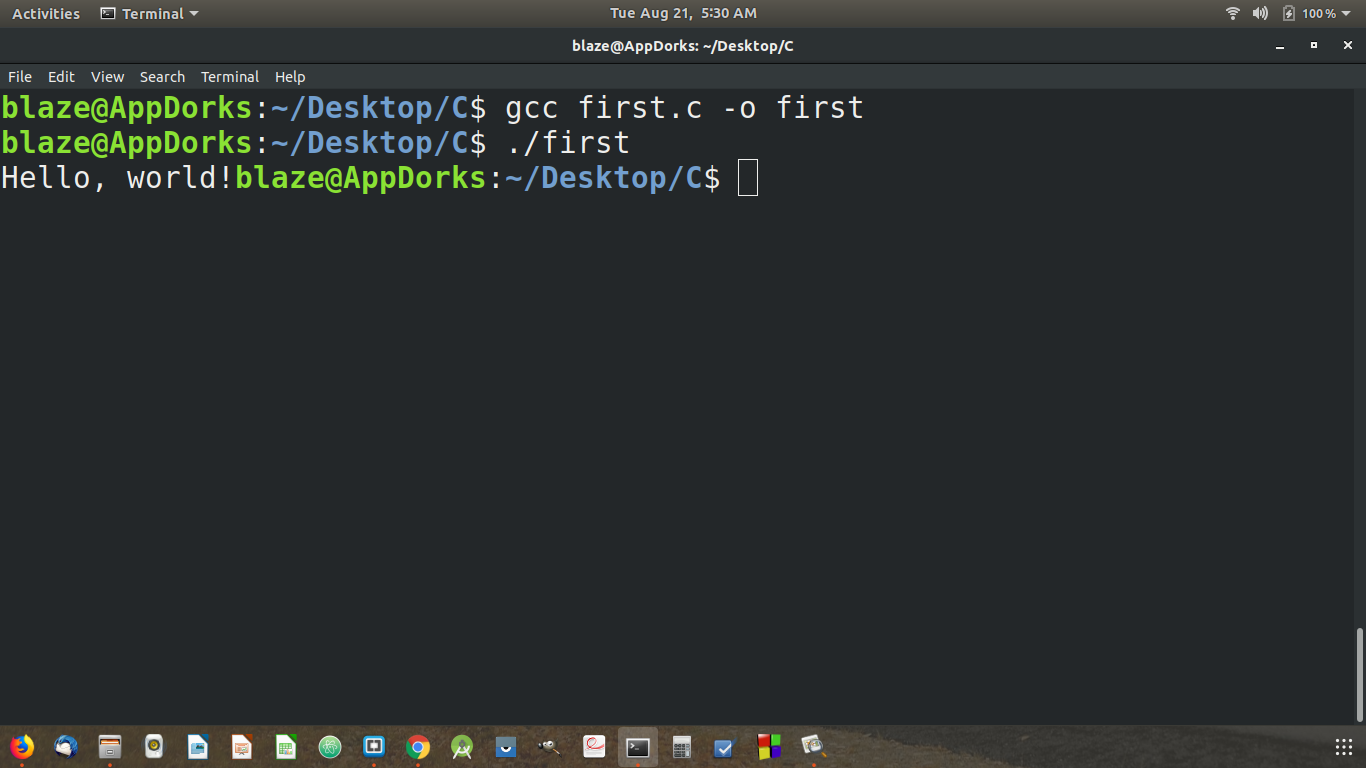 Activities Terminal Tue Aug 21, 5:30 AM 100 %
blaze@AppDorks: ~/Desktop/C
File Edit View Search Terminal Help
blaze@AppDorks:~/Desktop/C$ gcc first.c -o first
blaze@AppDorks:~/Desktop/C$ ./first
Hello, world!blaze@AppDorks:~/Desktop/C$